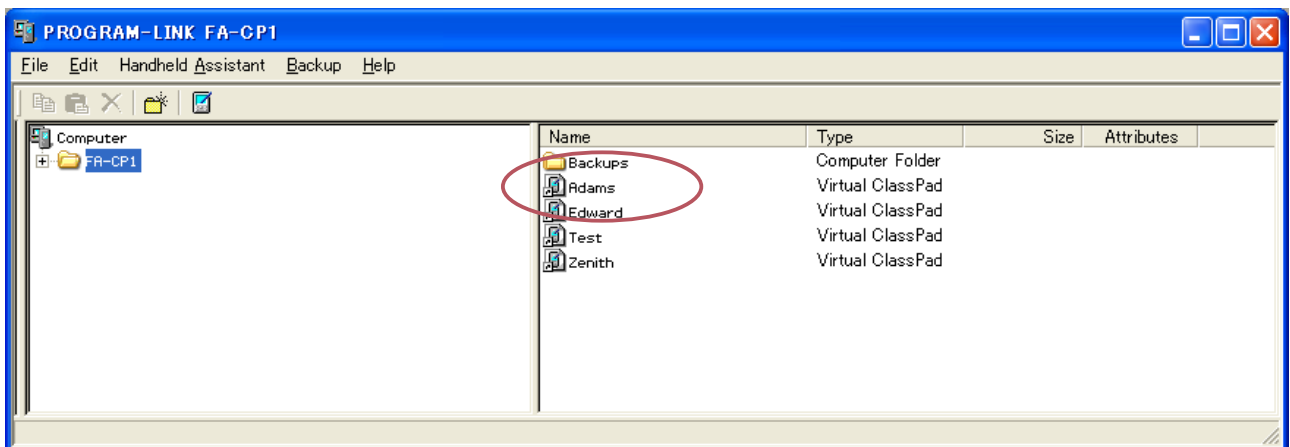 PROGRAM-LINK FA-CP1
File Edit Handheld Assistant Backup Help
Computer
FA-CP1
Name Type Size Attributes
Backups Computer Folder
Adams Virtual ClassPad
Edward Virtual ClassPad
Test Virtual ClassPad
Zenith Virtual ClassPad